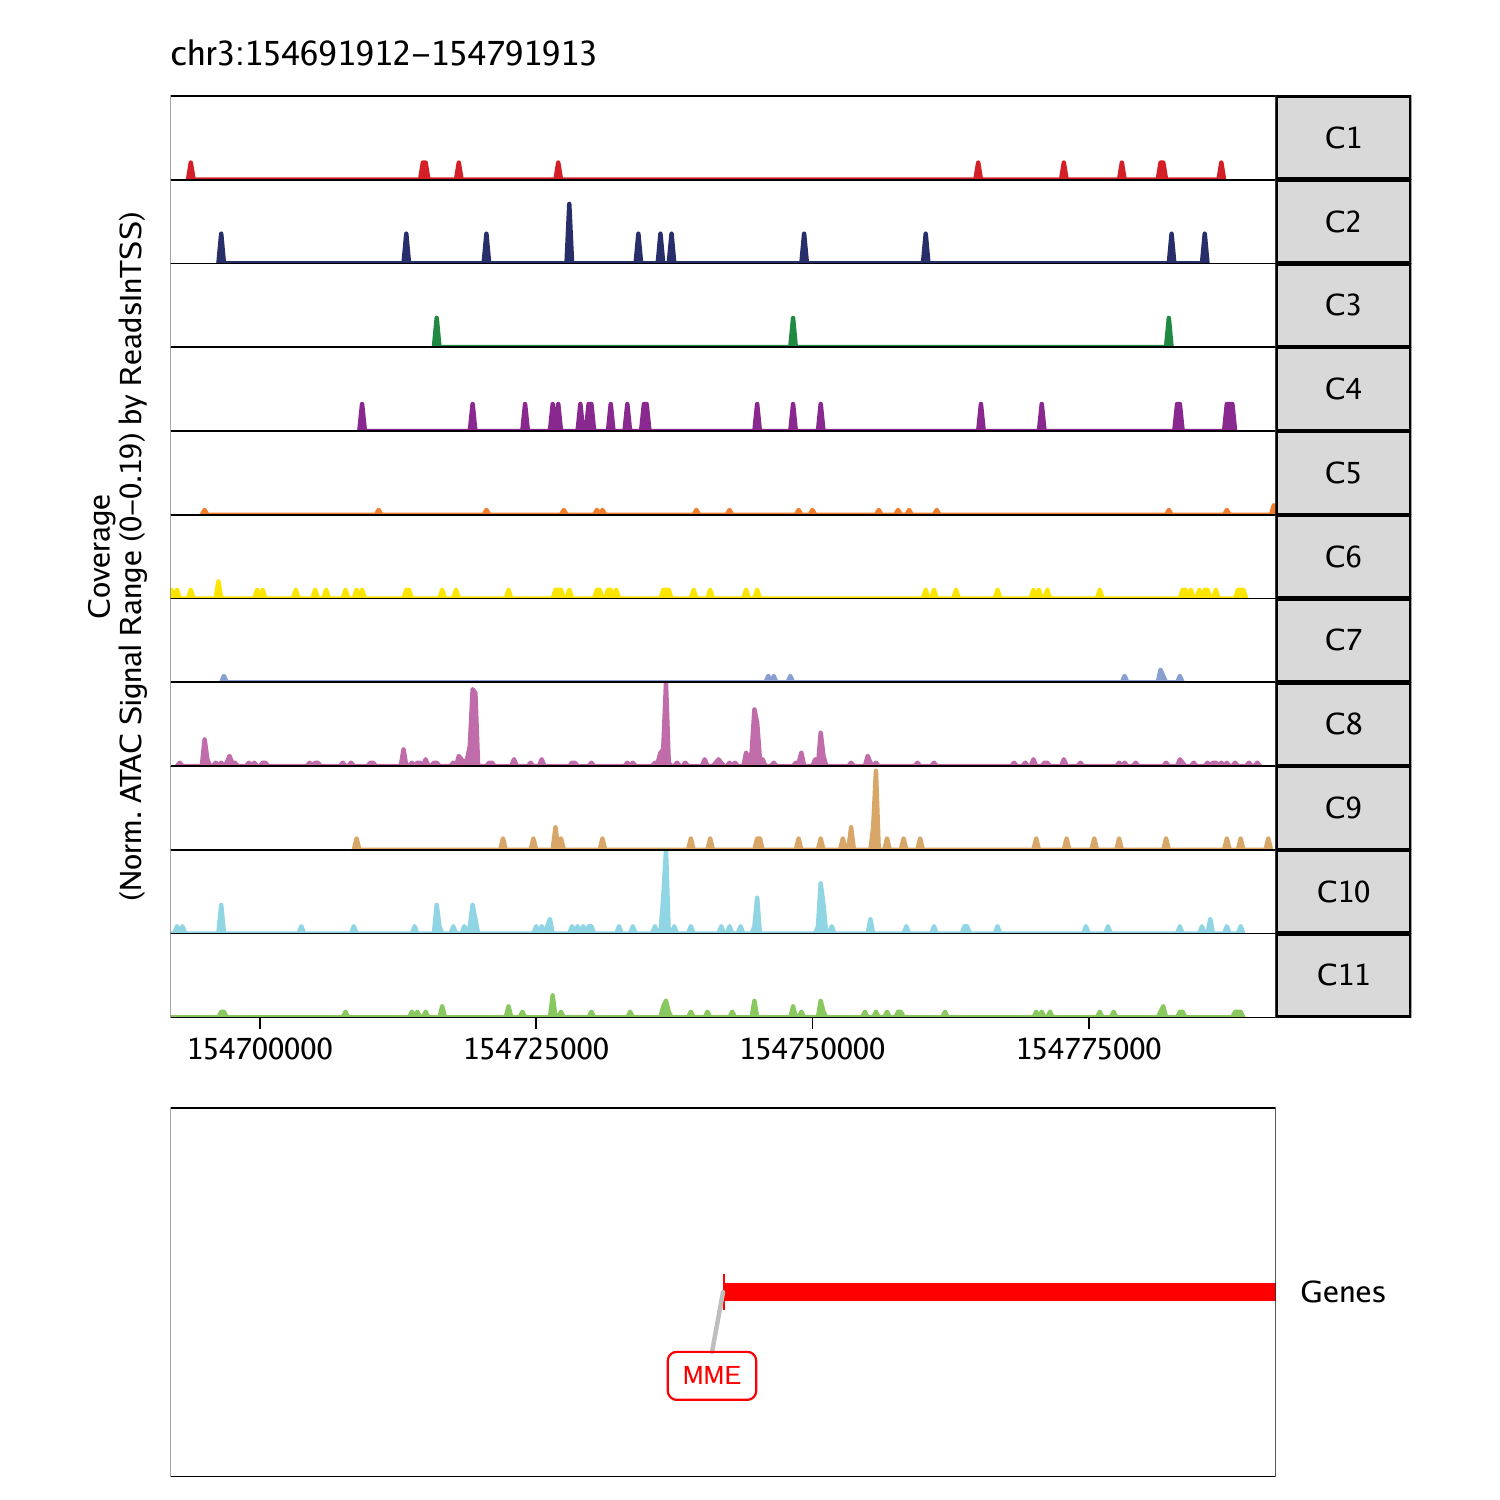 chr3:154691912−154791913
Coverage
(Norm. ATAC Signal Range (0−0.19) by ReadsInTSS)
C1
C2
C3
C4
C5
C6
C7
C8
C9
C10
C11
154700000 154725000 154750000 154775000
Genes
MME